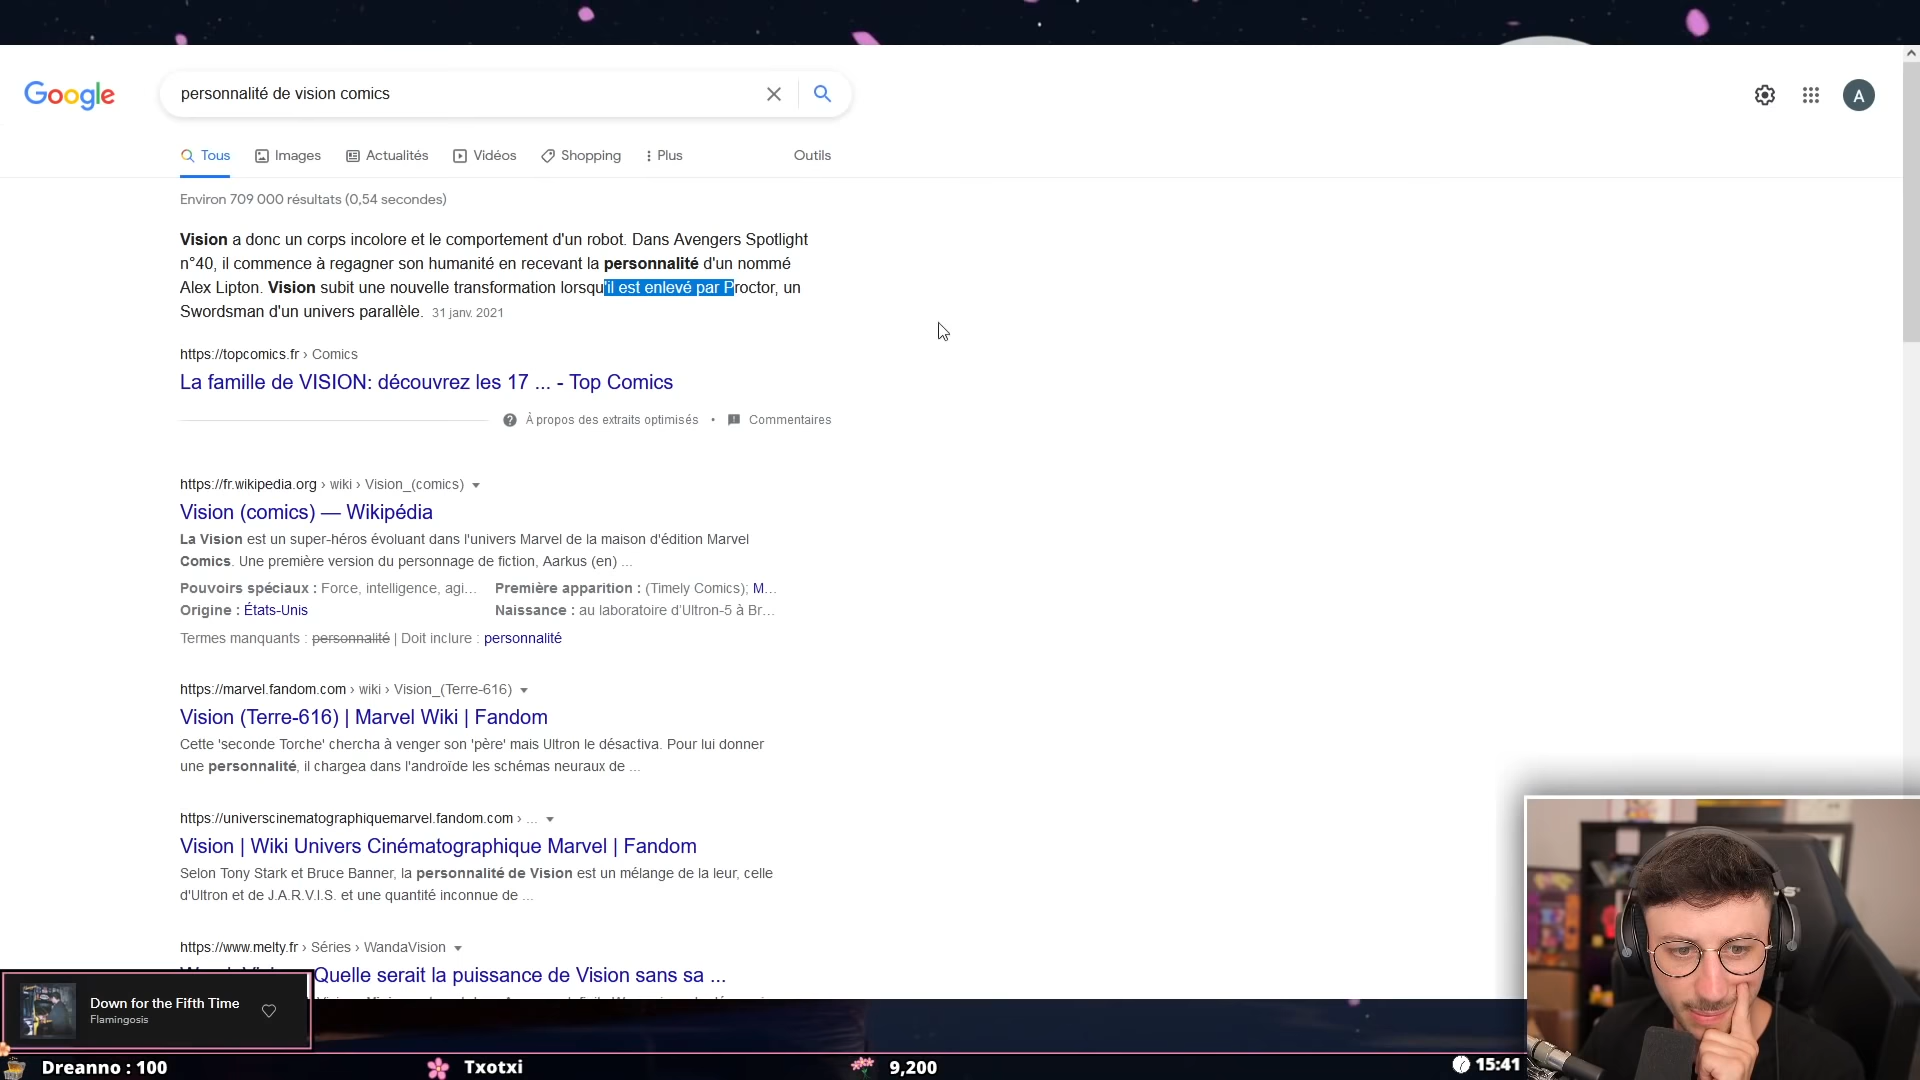 Google
personnalité de vision comics
A
Tous
Images
Actualités
Vidéos
Shopping
Plus
Outils
Environ 709 000 résultats (0,54 secondes)
Vision a donc un corps incolore et le comportement d'un robot. Dans Avengers Spotlight
n°40, il commence à regagner son humanité en recevant la personnalité d'un nommé
Alex Lipton. Vision subit une nouvelle transformation lorsqu'il est enlevé par Proctor, un
Swordsman d'un univers parallèle. 31 janv. 2021
https://topcomics.fr › Comics
La famille de VISION: découvrez les 17 ... - Top Comics
À propos des extraits optimisés • Commentaires
https://fr.wikipedia.org › wiki › Vision_(comics)
Vision (comics) — Wikipédia
La Vision est un super-héros évoluant dans l'univers Marvel de la maison d'édition Marvel
Comics. Une première version du personnage de fiction, Aarkus (en) ...
Pouvoirs spéciaux : Force, intelligence, agi... Première apparition : (Timely Comics); M...
Origine : États-Unis Naissance : au laboratoire d'Ultron-5 à Br...
Termes manquants : personnalité | Doit inclure : personnalité
https://marvel.fandom.com › wiki › Vision_(Terre-616)
Vision (Terre-616) | Marvel Wiki | Fandom
Cette 'seconde Torche' chercha à venger son 'père' mais Ultron le désactiva. Pour lui donner
une personnalité, il chargea dans l'androïde les schémas neuraux de ...
https://universcinematographiquemarvel.fandom.com › ...
Vision | Wiki Univers Cinématographique Marvel | Fandom
Selon Tony Stark et Bruce Banner, la personnalité de Vision est un mélange de la leur, celle
d'Ultron et de J.A.R.V.I.S. et une quantité inconnue de ...
https://www.melty.fr › Séries › WandaVision
Quelle serait la puissance de Vision sans sa ...
Down for the Fifth Time
Flamingosis
Dreanno : 100
Txotxi
9,200
15:41